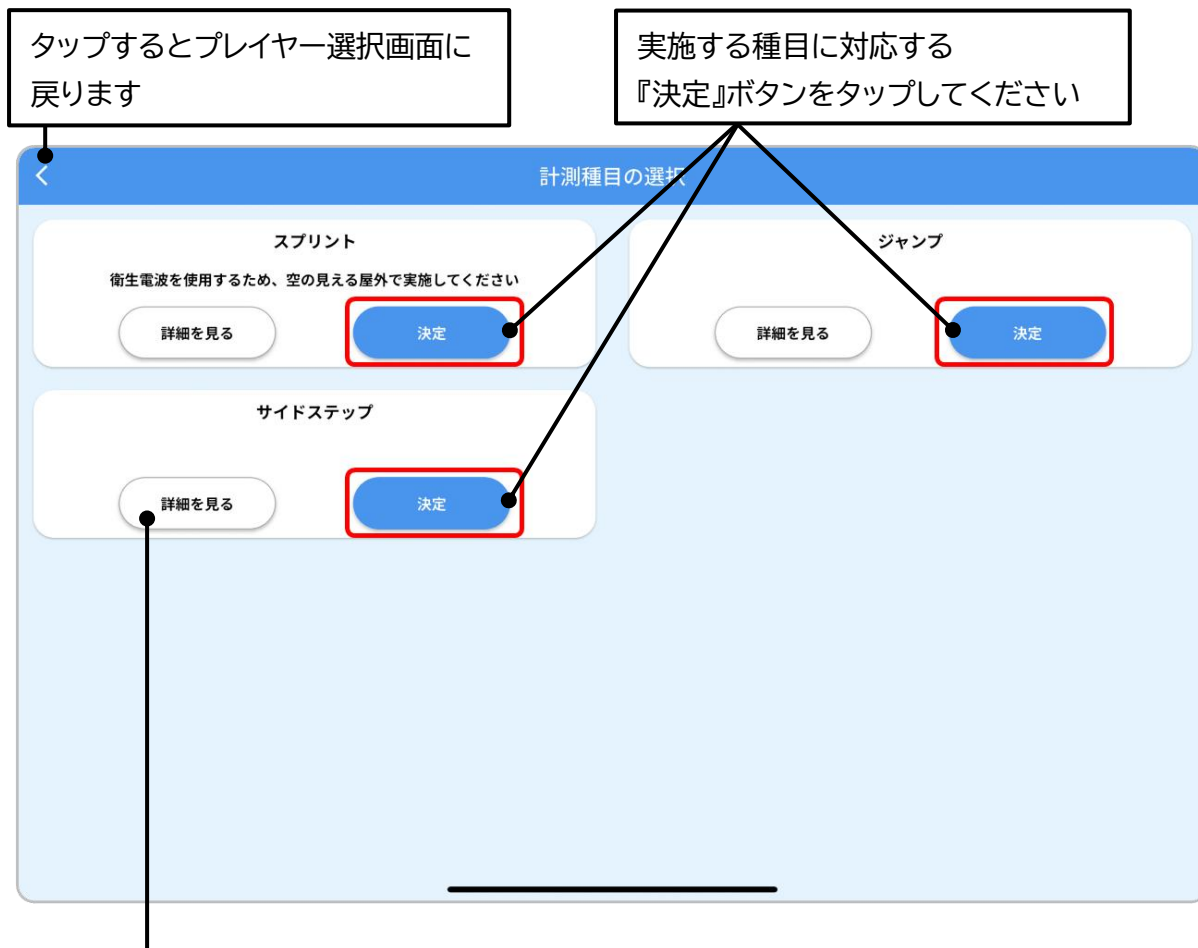 タップするとプレイヤー選択画面に
戻ります
実施する種目に対応する
『決定』ボタンをタップしてください
計測種目の選択
スプリント
衛生電波を使用するため、空の見える屋外で実施してください
詳細を見る
決定
ジャンプ
詳細を見る
決定
サイドステップ
詳細を見る
決定